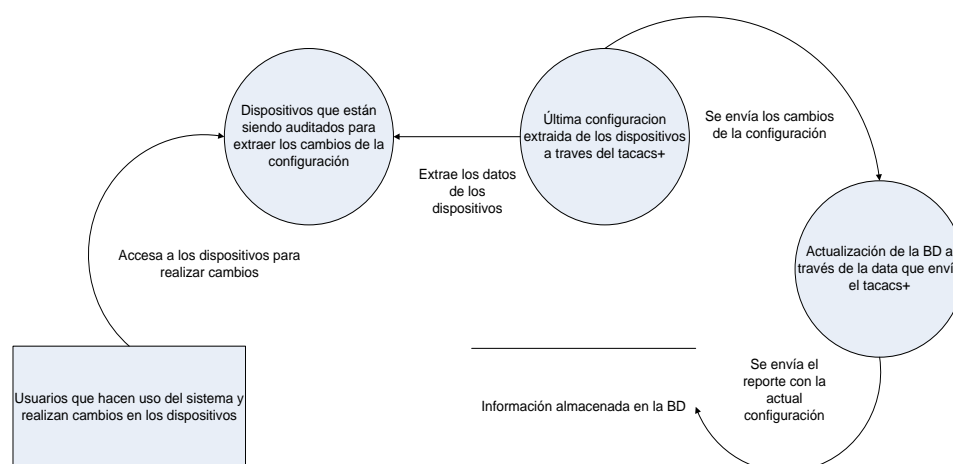 Dispositivos que están
siendo auditados para
extraer los cambios de la
configuración
Última configuracion
extraida de los dispositivos
a traves del tacacs+
Se envía los cambios
de la configuración
Extrae los datos
de los
dispositivos
Accesa a los dispositivos para
realizar cambios
Actualización de la BD a
través de la data que enví
el tacacs+
Usuarios que hacen uso del sistema y
realizan cambios en los dispositivos
Información almacenada en la BD
Se envía el
reporte con la
actual
configuración